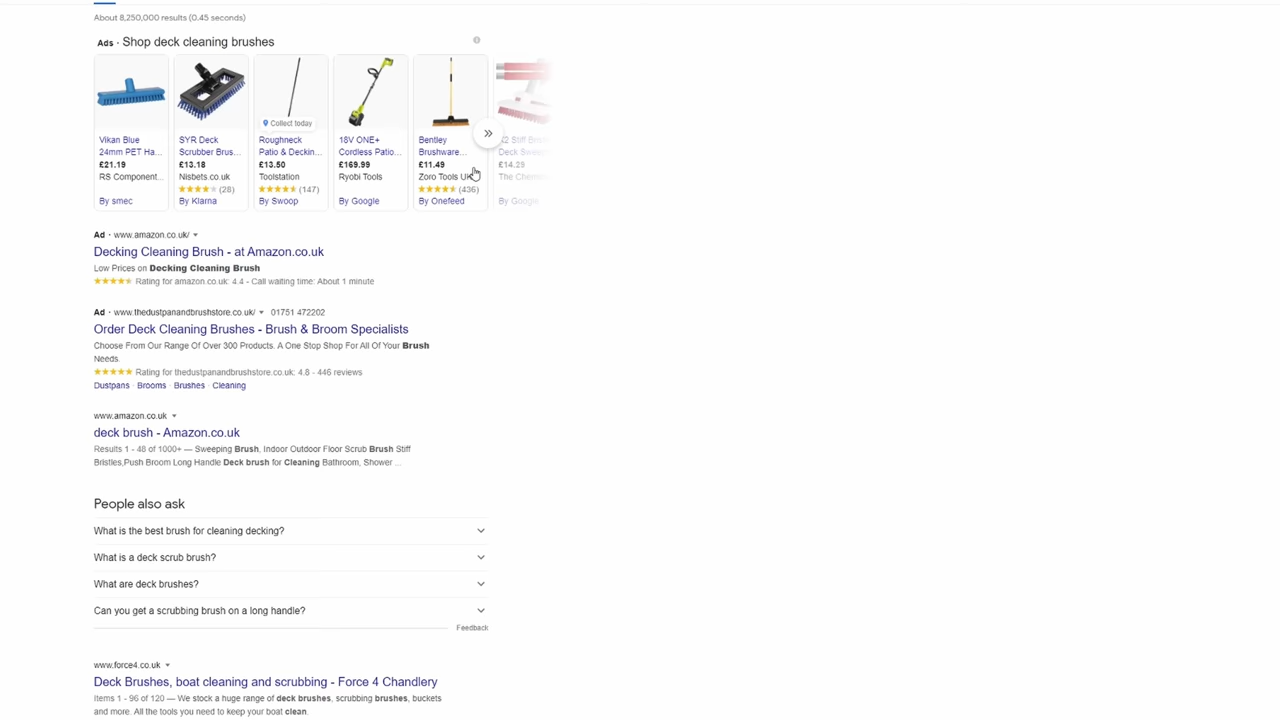 About 8,250,000 results (0.45 seconds)
Ads · Shop deck cleaning brushes
Collect today
Vikan Blue
24mm PET Ha...
£21.19
RS Component...
By smec
SYR Deck
Scrubber Brus...
£13.18
Nisbets.co.uk
(28)
By Klarna
Roughneck
Patio & Deckin...
£13.50
Toolstation
(147)
By Swoop
18V ONE+
Cordless Patio...
£169.99
Ryobi Tools
By Google
Bentley
Brushware...
£11.49
Zoro Tools UK
(436)
By Onefeed
Deck Swee
£14.29
The Chem
By Google
Ad · www.amazon.co.uk/
Decking Cleaning Brush - at Amazon.co.uk
Low Prices on Decking Cleaning Brush
Rating for amazon.co.uk: 4.4 - Call waiting time: About 1 minute
Ad · www.thedustpanandbrushstore.co.uk/ 01751 472202
Order Deck Cleaning Brushes - Brush & Broom Specialists
Choose From Our Range Of Over 300 Products. A One Stop Shop For All Of Your Brush
Needs.
Rating for thedustpanandbrushstore.co.uk: 4.8 - 446 reviews
Dustpans · Brooms · Brushes · Cleaning
www.amazon.co.uk
deck brush - Amazon.co.uk
Results 1 - 48 of 1000+ — Sweeping Brush, Indoor Outdoor Floor Scrub Brush Stiff
Bristles,Push Broom Long Handle Deck brush for Cleaning Bathroom, Shower ...
People also ask
What is the best brush for cleaning decking?
What is a deck scrub brush?
What are deck brushes?
Can you get a scrubbing brush on a long handle?
Feedback
www.force4.co.uk
Deck Brushes, boat cleaning and scrubbing - Force 4 Chandlery
Items 1 - 96 of 120 — We stock a huge range of deck brushes, scrubbing brushes, buckets
and more. All the tools you need to keep your boat clean.